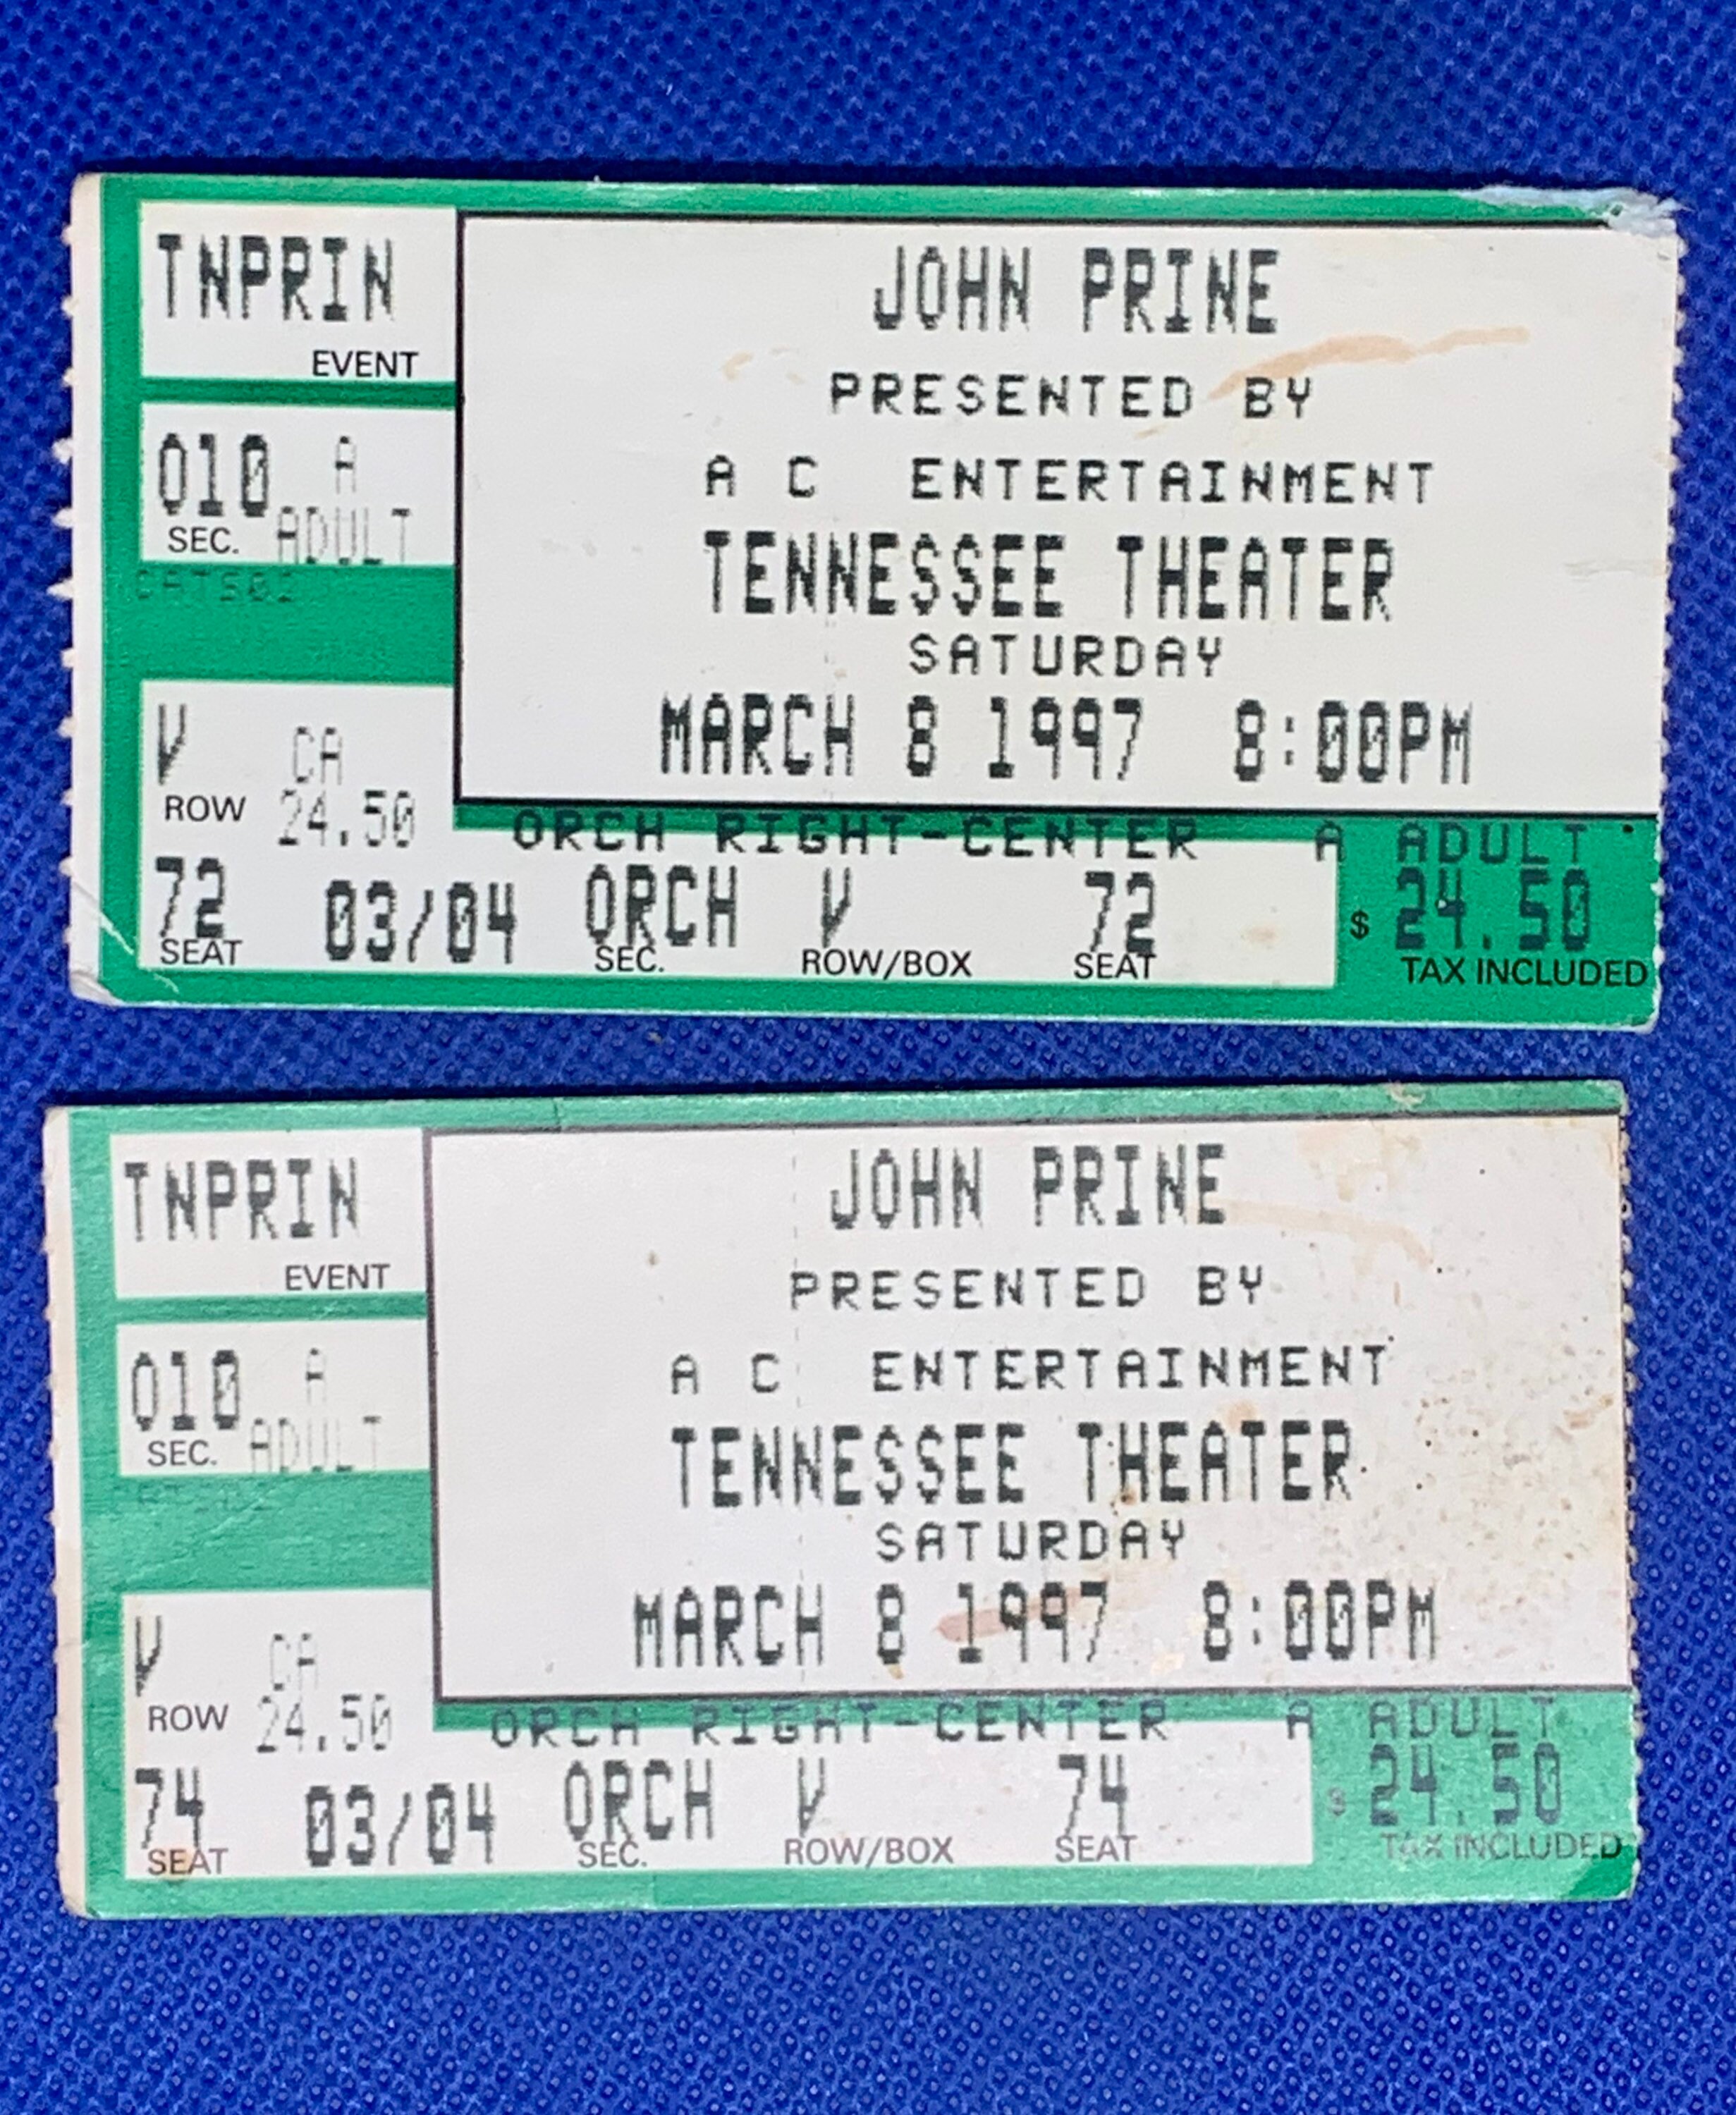 TNPRIN
EVENT
010 A
SEC. ADULT
CATS02
V CA
ROW 24.50
72 03/04
SEAT
JOHN PRINE
PRESENTED BY
A C ENTERTAINMENT
TENNESSEE THEATER
SATURDAY
MARCH 8 1997 8:00PM
ORCH RIGHT-CENTER A ADULT
ORCH V 72 $ 24.50
SEC. ROW/BOX SEAT TAX INCLUDED
TNPRIN
EVENT
010 A
SEC. ADULT
V CA
ROW 24.50
74 03/04
SEAT
JOHN PRINE
PRESENTED BY
A C ENTERTAINMENT
TENNESSEE THEATER
SATURDAY
MARCH 8 1997 8:00PM
ORCH RIGHT-CENTER A ADULT
ORCH V 74 $ 24.50
SEC. ROW/BOX SEAT TAX INCLUDED